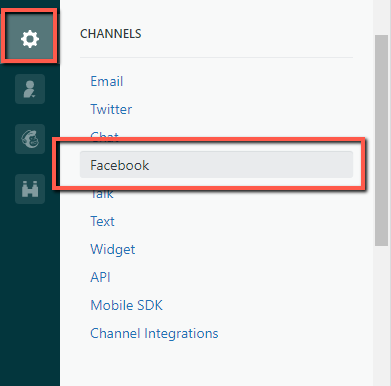 CHANNELS
Email
Twitter
Chat
Facebook
Talk
Text
Widget
API
Mobile SDK
Channel Integrations